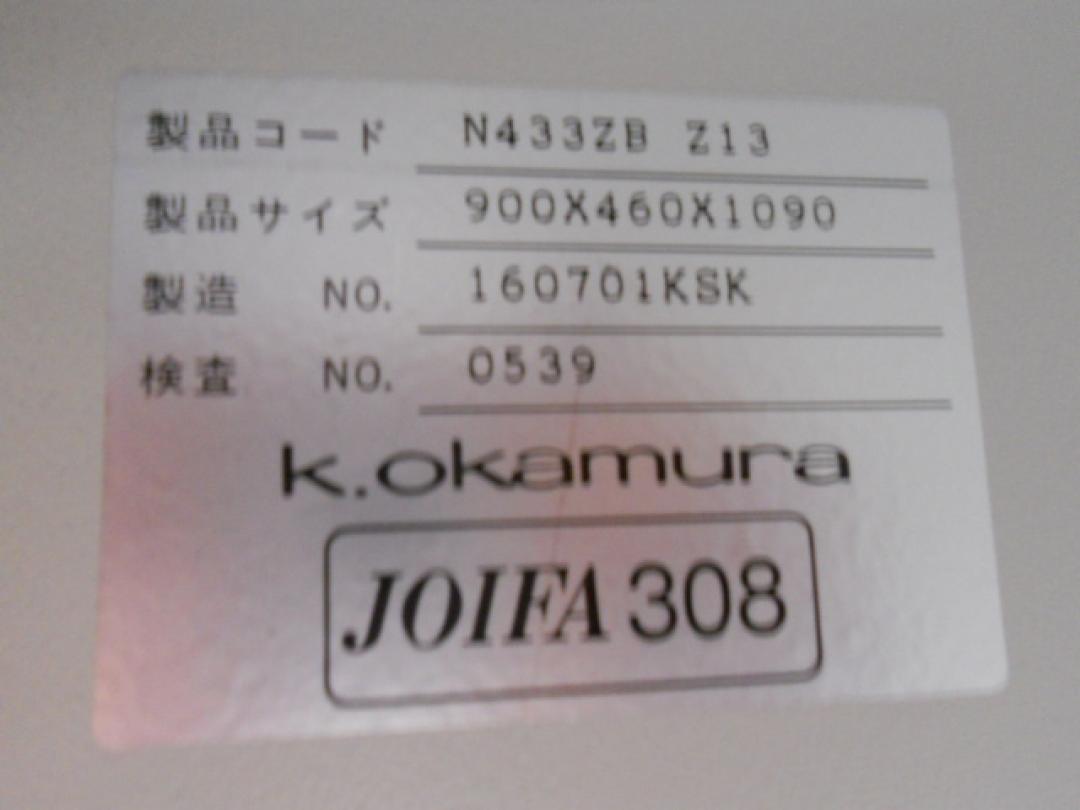 製品コード N433ZB Z13
製品サイズ 900X460X1090
製造 NO. 160701KSK
検査 NO. 0539
k.okamura
JOIFA 308